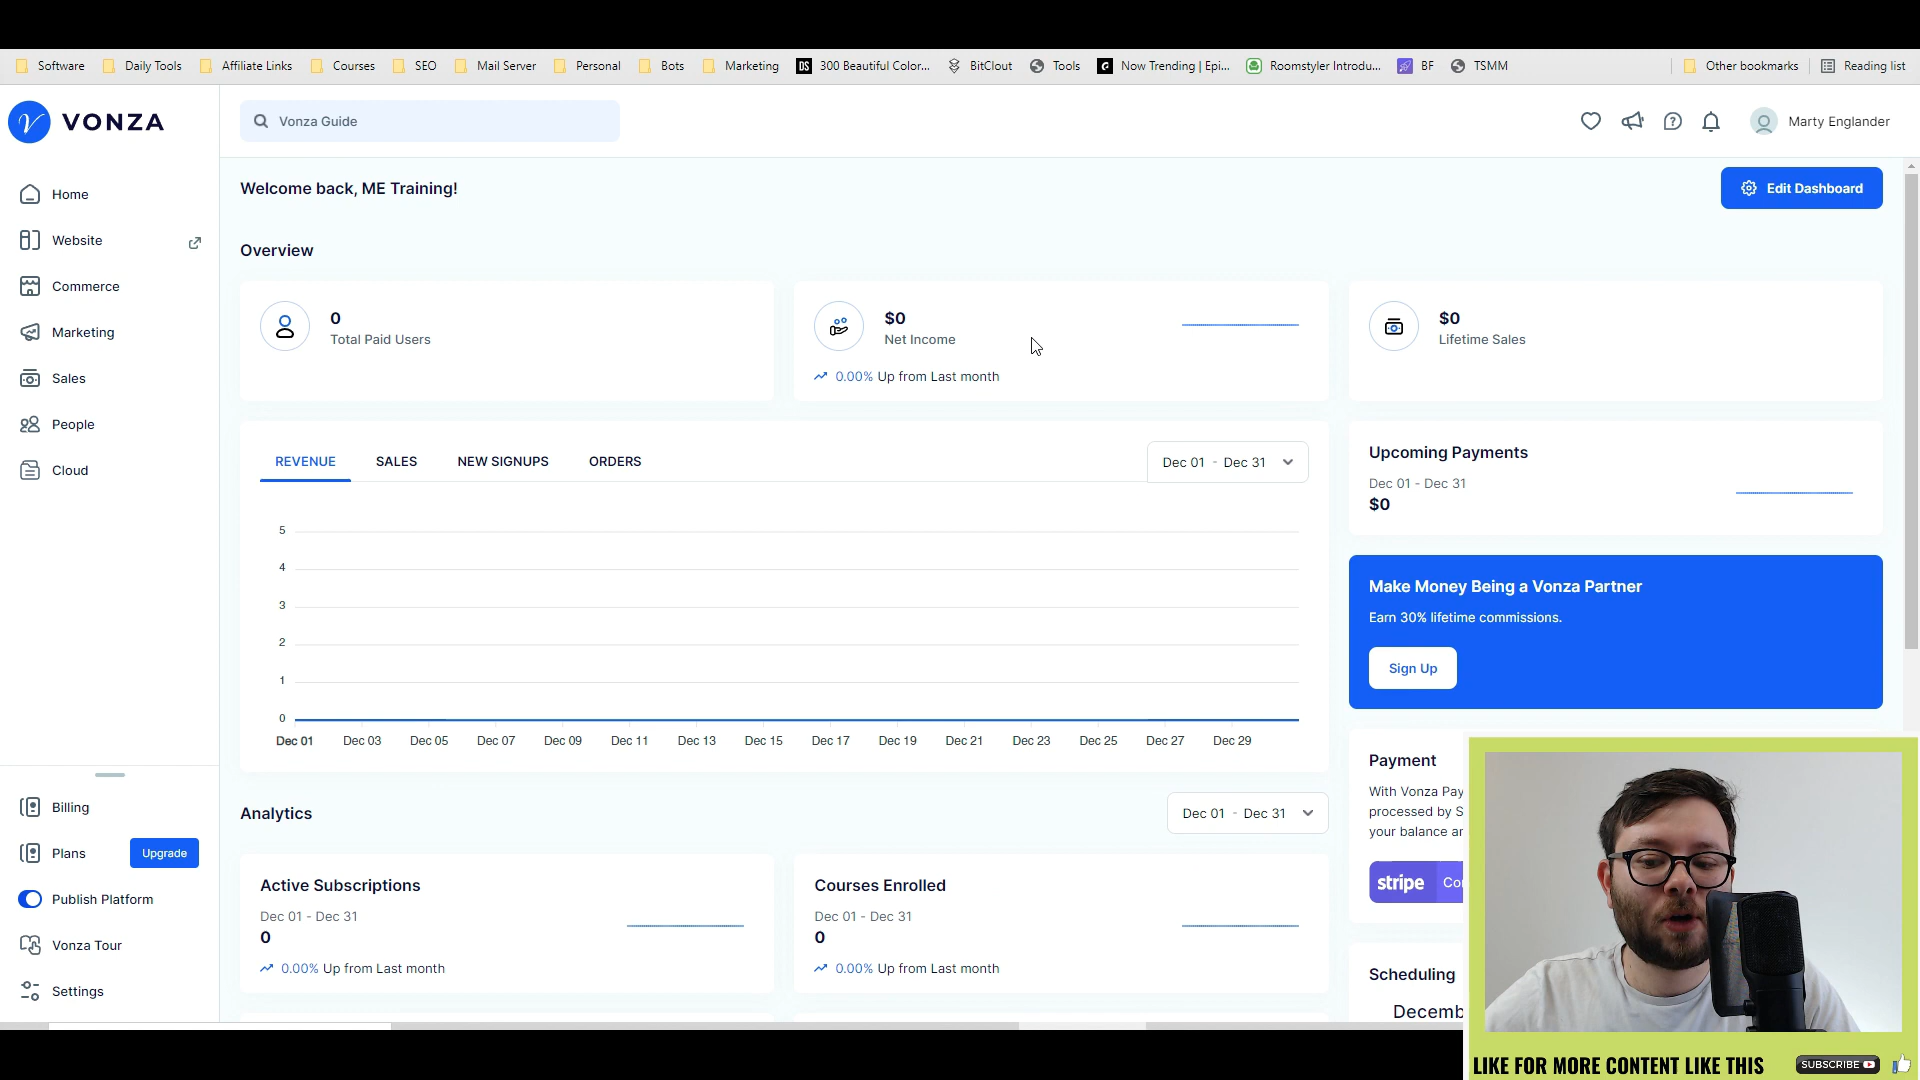 Software
Daily Tools
Affiliate Links
Courses
SEO
Mail Server
Personal
Bots
Marketing
DS
300 Beautiful Color...
BitClout
Tools
Now Trending | Epi...
Roomstyler Introdu...
BF
TSMM
Other bookmarks
Reading list
V VONZA
Vonza Guide
Marty Englander
Home
Website
Commerce
Marketing
Sales
People
Cloud
Billing
Plans
Upgrade
Publish Platform
Vonza Tour
Settings
Welcome back, ME Training!
Edit Dashboard
Overview
0
Total Paid Users
$0
Net Income
0.00% Up from Last month
$0
Lifetime Sales
REVENUE
SALES
NEW SIGNUPS
ORDERS
Dec 01 - Dec 31
5
4
3
2
1
0
Dec 01 Dec 03 Dec 05 Dec 07 Dec 09 Dec 11 Dec 13 Dec 15 Dec 17 Dec 19 Dec 21 Dec 23 Dec 25 Dec 27 Dec 29
Upcoming Payments
Dec 01 - Dec 31
$0
Make Money Being a Vonza Partner
Earn 30% lifetime commissions.
Sign Up
Payment
With Vonza Pay
processed by S
your balance ar
stripe Co
Scheduling
Decemb
Analytics
Dec 01 - Dec 31
Active Subscriptions
Dec 01 - Dec 31
0
0.00% Up from Last month
Courses Enrolled
Dec 01 - Dec 31
0
0.00% Up from Last month
LIKE FOR MORE CONTENT LIKE THIS
SUBSCRIBE